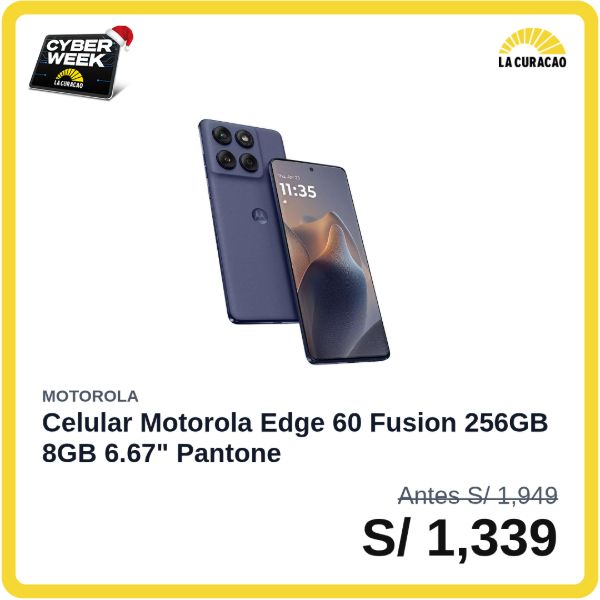 CYBER
WEEK
LA CURACAO
LA CURACAO
11:35
MOTOROLA
Celular Motorola Edge 60 Fusion 256GB
8GB 6.67" Pantone
Antes S/ 1,949
S/ 1,339